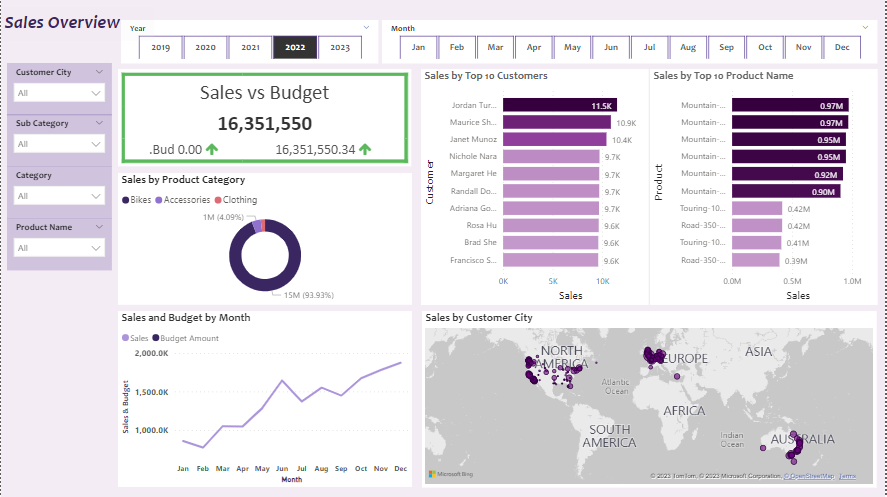 Sales Overview
Year
2019 2020 2021 2022 2023
Month
Jan Feb Mar Apr May Jun Jul Aug Sep Oct Nov Dec
Customer City
All
Sub Category
All
Category
All
Product Name
All
Sales vs Budget
16,351,550
.Bud 0.00
16,351,550.34
Sales by Product Category
Bikes Accessories Clothing
1M (4.09%)
15M (93.93%)
Sales by Top 10 Customers
Customer
Jordan Tur... 11.5K
Maurice Sh... 10.9K
Janet Munoz 10.4K
Nichole Nara 9.7K
Margaret He 9.7K
Randall Do... 9.7K
Adriana Go... 9.7K
Rosa Hu 9.6K
Brad She 9.6K
Francisco S... 9.6K
0K 5K 10K
Sales
Sales by Top 10 Product Name
Product
Mountain-... 0.97M
Mountain-... 0.97M
Mountain-... 0.95M
Mountain-... 0.95M
Mountain-... 0.92M
Mountain-... 0.90M
Touring-10... 0.42M
Road-350-... 0.42M
Touring-10... 0.41M
Road-350-... 0.39M
0.0M 0.5M 1.0M
Sales
Sales and Budget by Month
Sales Budget Amount
Sales & Budget
2,000.0K
1,500.0K
1,000.0K
Jan Feb Mar Apr May Jun Jul Aug Sep Oct Nov Dec
Month
Sales by Customer City
NORTH
AMERICA
EUROPE
ASIA
Atlantic
Ocean
AFRICA
SOUTH
AMERICA
Indian
Ocean
AUSTRALIA
Microsoft Bing
© 2023 TomTom, © 2023 Microsoft Corporation, © OpenStreetMap Terms